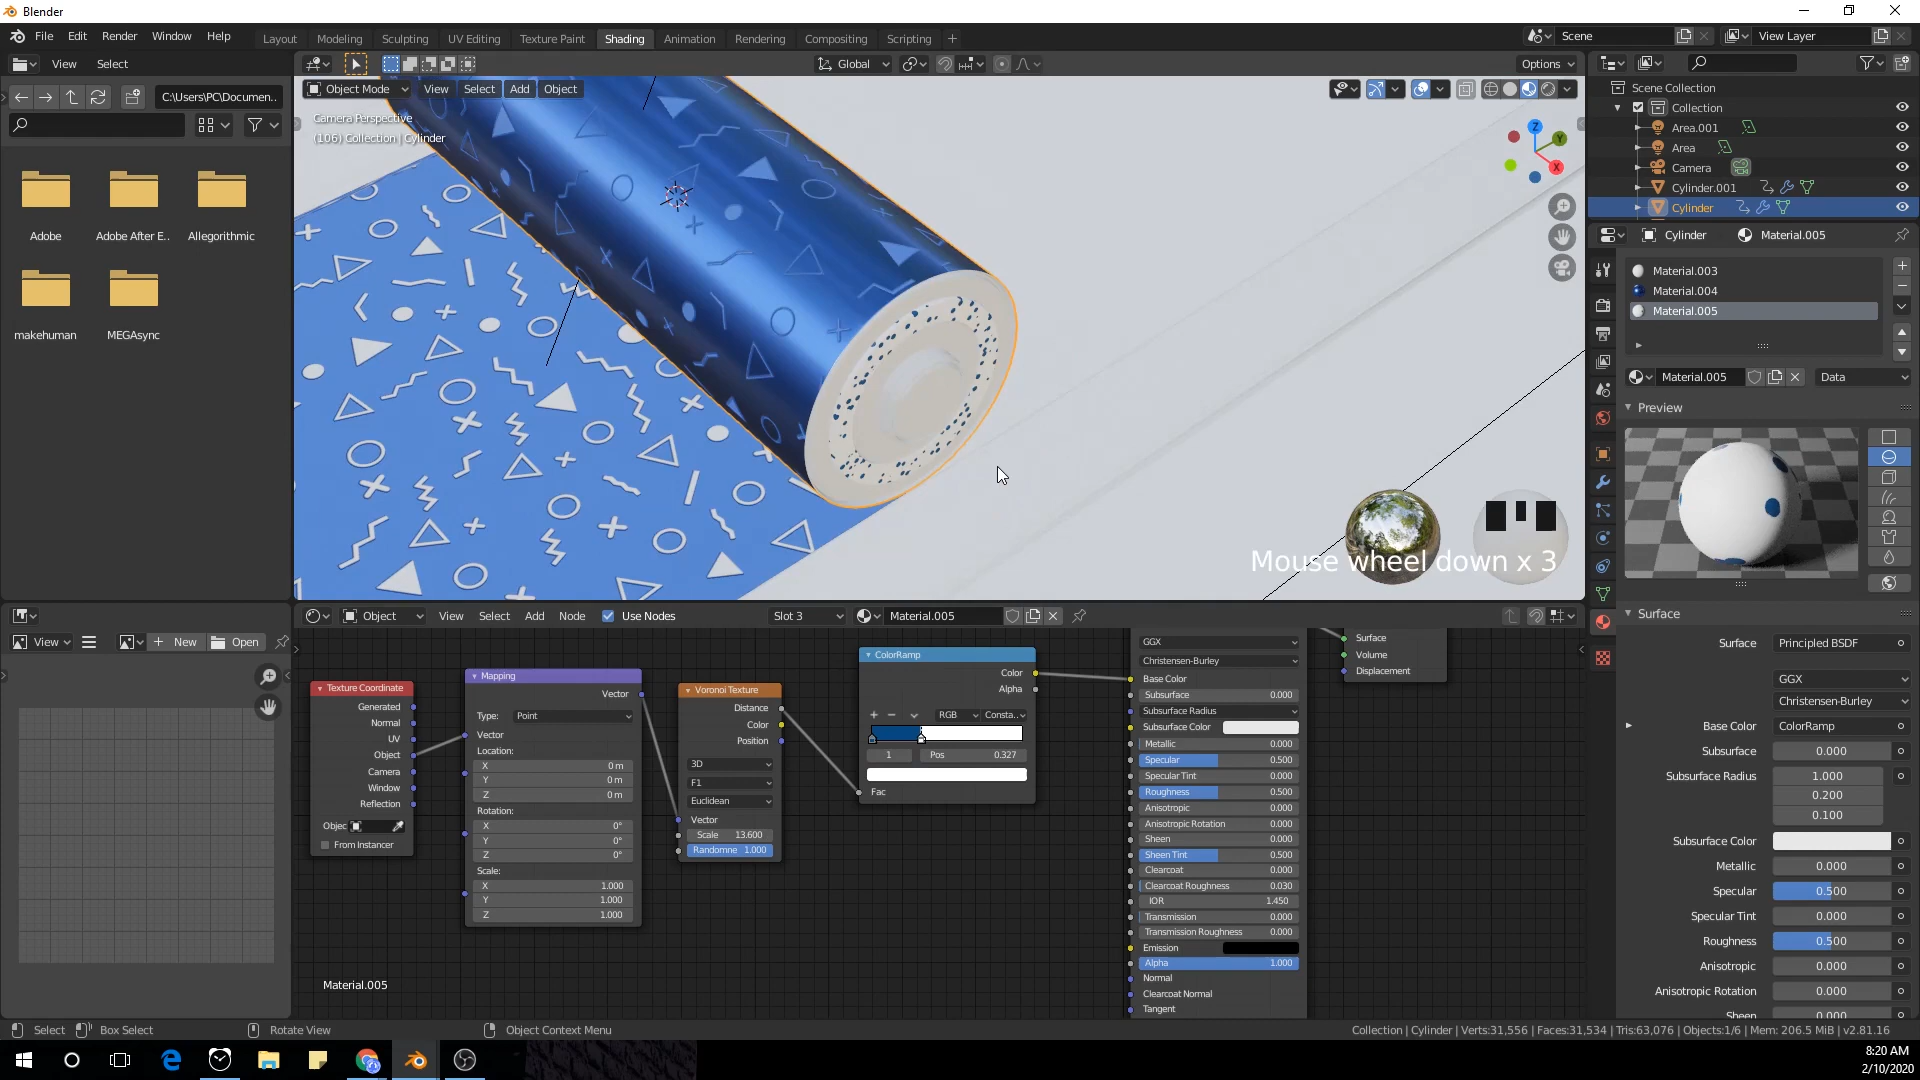 Blender
File Edit Render Window Help
Layout Modeling Sculpting UV Editing Texture Paint Shading Animation Rendering Compositing Scripting
Scene
View Layer
View Select
Global
Options
C:\Users\PC\Documen..
Object Mode View Select Add Object
Camera Perspective
(106) Collection | Cylinder
Adobe
Adobe After E..
Allegorithmic
makehuman
MEGAsync
Z
Y
X
Mouse wheel down x 3
Scene Collection
Collection
Area.001
Area
Camera
Cylinder.001
Cylinder
Cylinder Material.005
Material.003
Material.004
Material.005
Material.005
Data
Preview
Surface
Surface Principled BSDF
GGX
Christensen-Burley
Base Color ColorRamp
Subsurface 0.000
Subsurface Radius 1.000
0.200
0.100
Subsurface Color
Metallic 0.000
Specular 0.500
Specular Tint 0.000
Roughness 0.500
Anisotropic 0.000
Anisotropic Rotation 0.000
Sheen 0.000
View
New
Open
Object View Select Add Node Use Nodes Slot 3 Material.005
Texture Coordinate
Generated
Normal
UV
Object
Camera
Window
Reflection
Objec
From Instancer
Mapping
Vector
Type: Point
Vector
Location:
X 0 m
Y 0 m
Z 0 m
Rotation:
X 0°
Y 0°
Z 0°
Scale:
X 1.000
Y 1.000
Z 1.000
Voronoi Texture
Distance
Color
Position
3D
F1
Euclidean
Vector
Scale 13.600
Randomne 1.000
ColorRamp
Color
Alpha
RGB Consta..
1 Pos 0.327
Fac
GGX
Christensen-Burley
Base Color
Subsurface 0.000
Subsurface Radius
Subsurface Color
Metallic 0.000
Specular 0.500
Specular Tint 0.000
Roughness 0.500
Anisotropic 0.000
Anisotropic Rotation 0.000
Sheen 0.000
Sheen Tint 0.500
Clearcoat 0.000
Clearcoat Roughness 0.030
IOR 1.450
Transmission 0.000
Transmission Roughness 0.000
Emission
Alpha 1.000
Normal
Clearcoat Normal
Tangent
Surface
Volume
Displacement
Material.005
Select Box Select Rotate View Object Context Menu
Collection | Cylinder | Verts:31,556 | Faces:31,534 | Tris:63,076 | Objects:1/6 | Mem: 206.5 MiB | v2.81.16
8:20 AM
2/10/2020